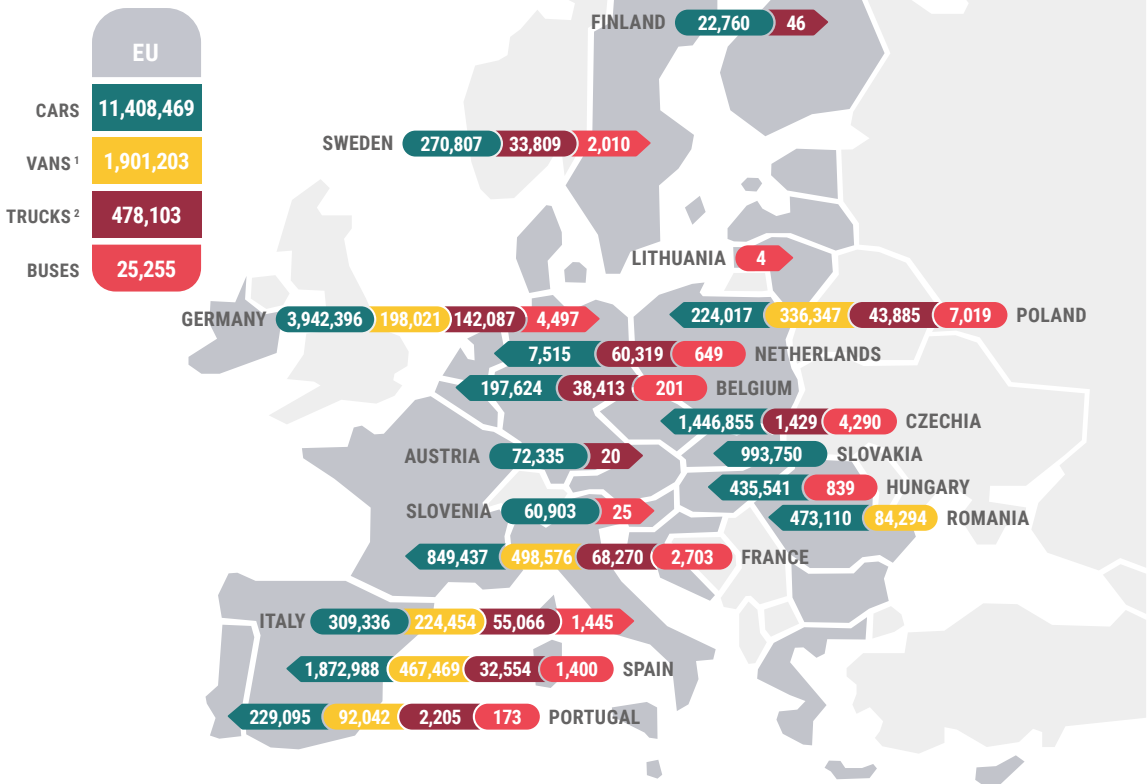 FINLAND 22,760 46
EU
CARS 11,408,469
VANS ¹ 1,901,203
SWEDEN 270,807 33,809 2,010
TRUCKS ² 478,103
BUSES 25,255
LITHUANIA 4
GERMANY 3,942,396 198,021 142,087 4,497
224,017 336,347 43,885 7,019 POLAND
7,515 60,319 649 NETHERLANDS
197,624 38,413 201 BELGIUM
1,446,855 1,429 4,290 CZECHIA
AUSTRIA 72,335 20
993,750 SLOVAKIA
435,541 839 HUNGARY
SLOVENIA 60,903 25
473,110 84,294 ROMANIA
849,437 498,576 68,270 2,703 FRANCE
ITALY 309,336 224,454 55,066 1,445
1,872,988 467,469 32,554 1,400 SPAIN
229,095 92,042 2,205 173 PORTUGAL